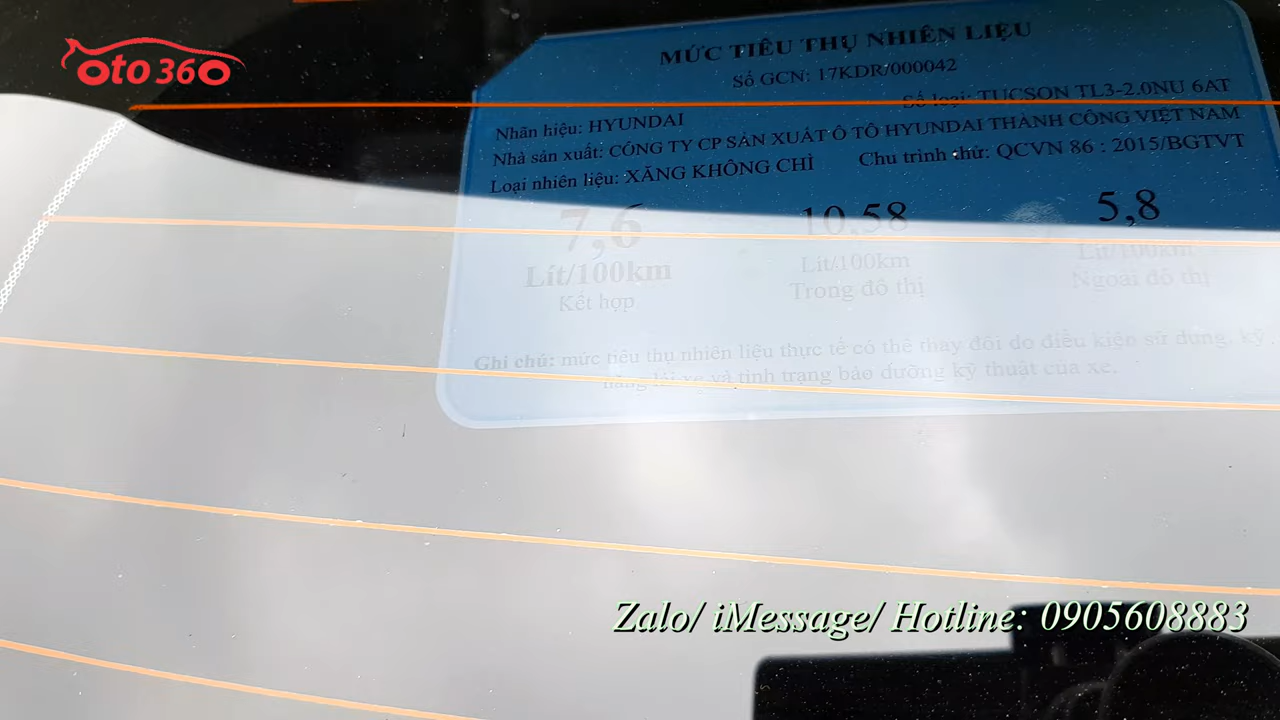 oto360
MỨC TIÊU THỤ NHIÊN LIỆU
Số GCN: 17KDR/000042
Nhãn hiệu: HYUNDAI Số loại: TUCSON TL3-2.0NU 6AT
Nhà sản xuất: CÔNG TY CP SẢN XUẤT Ô TÔ HYUNDAI THÀNH CÔNG VIỆT NAM
Loại nhiên liệu: XĂNG KHÔNG CHÌ Chu trình thử: QCVN 86 : 2015/BGTVT
7,6 10,58 5,8
Lít/100km Lít/100km Lít/100km
Kết hợp Trong đô thị Ngoài đô thị
Ghi chú: mức tiêu thụ nhiên liệu thực tế có thể thay đổi do điều kiện sử dụng, kỹ
năng lái xe và tình trạng bảo dưỡng kỹ thuật của xe.
Zalo/ iMessage/ Hotline: 0905608883